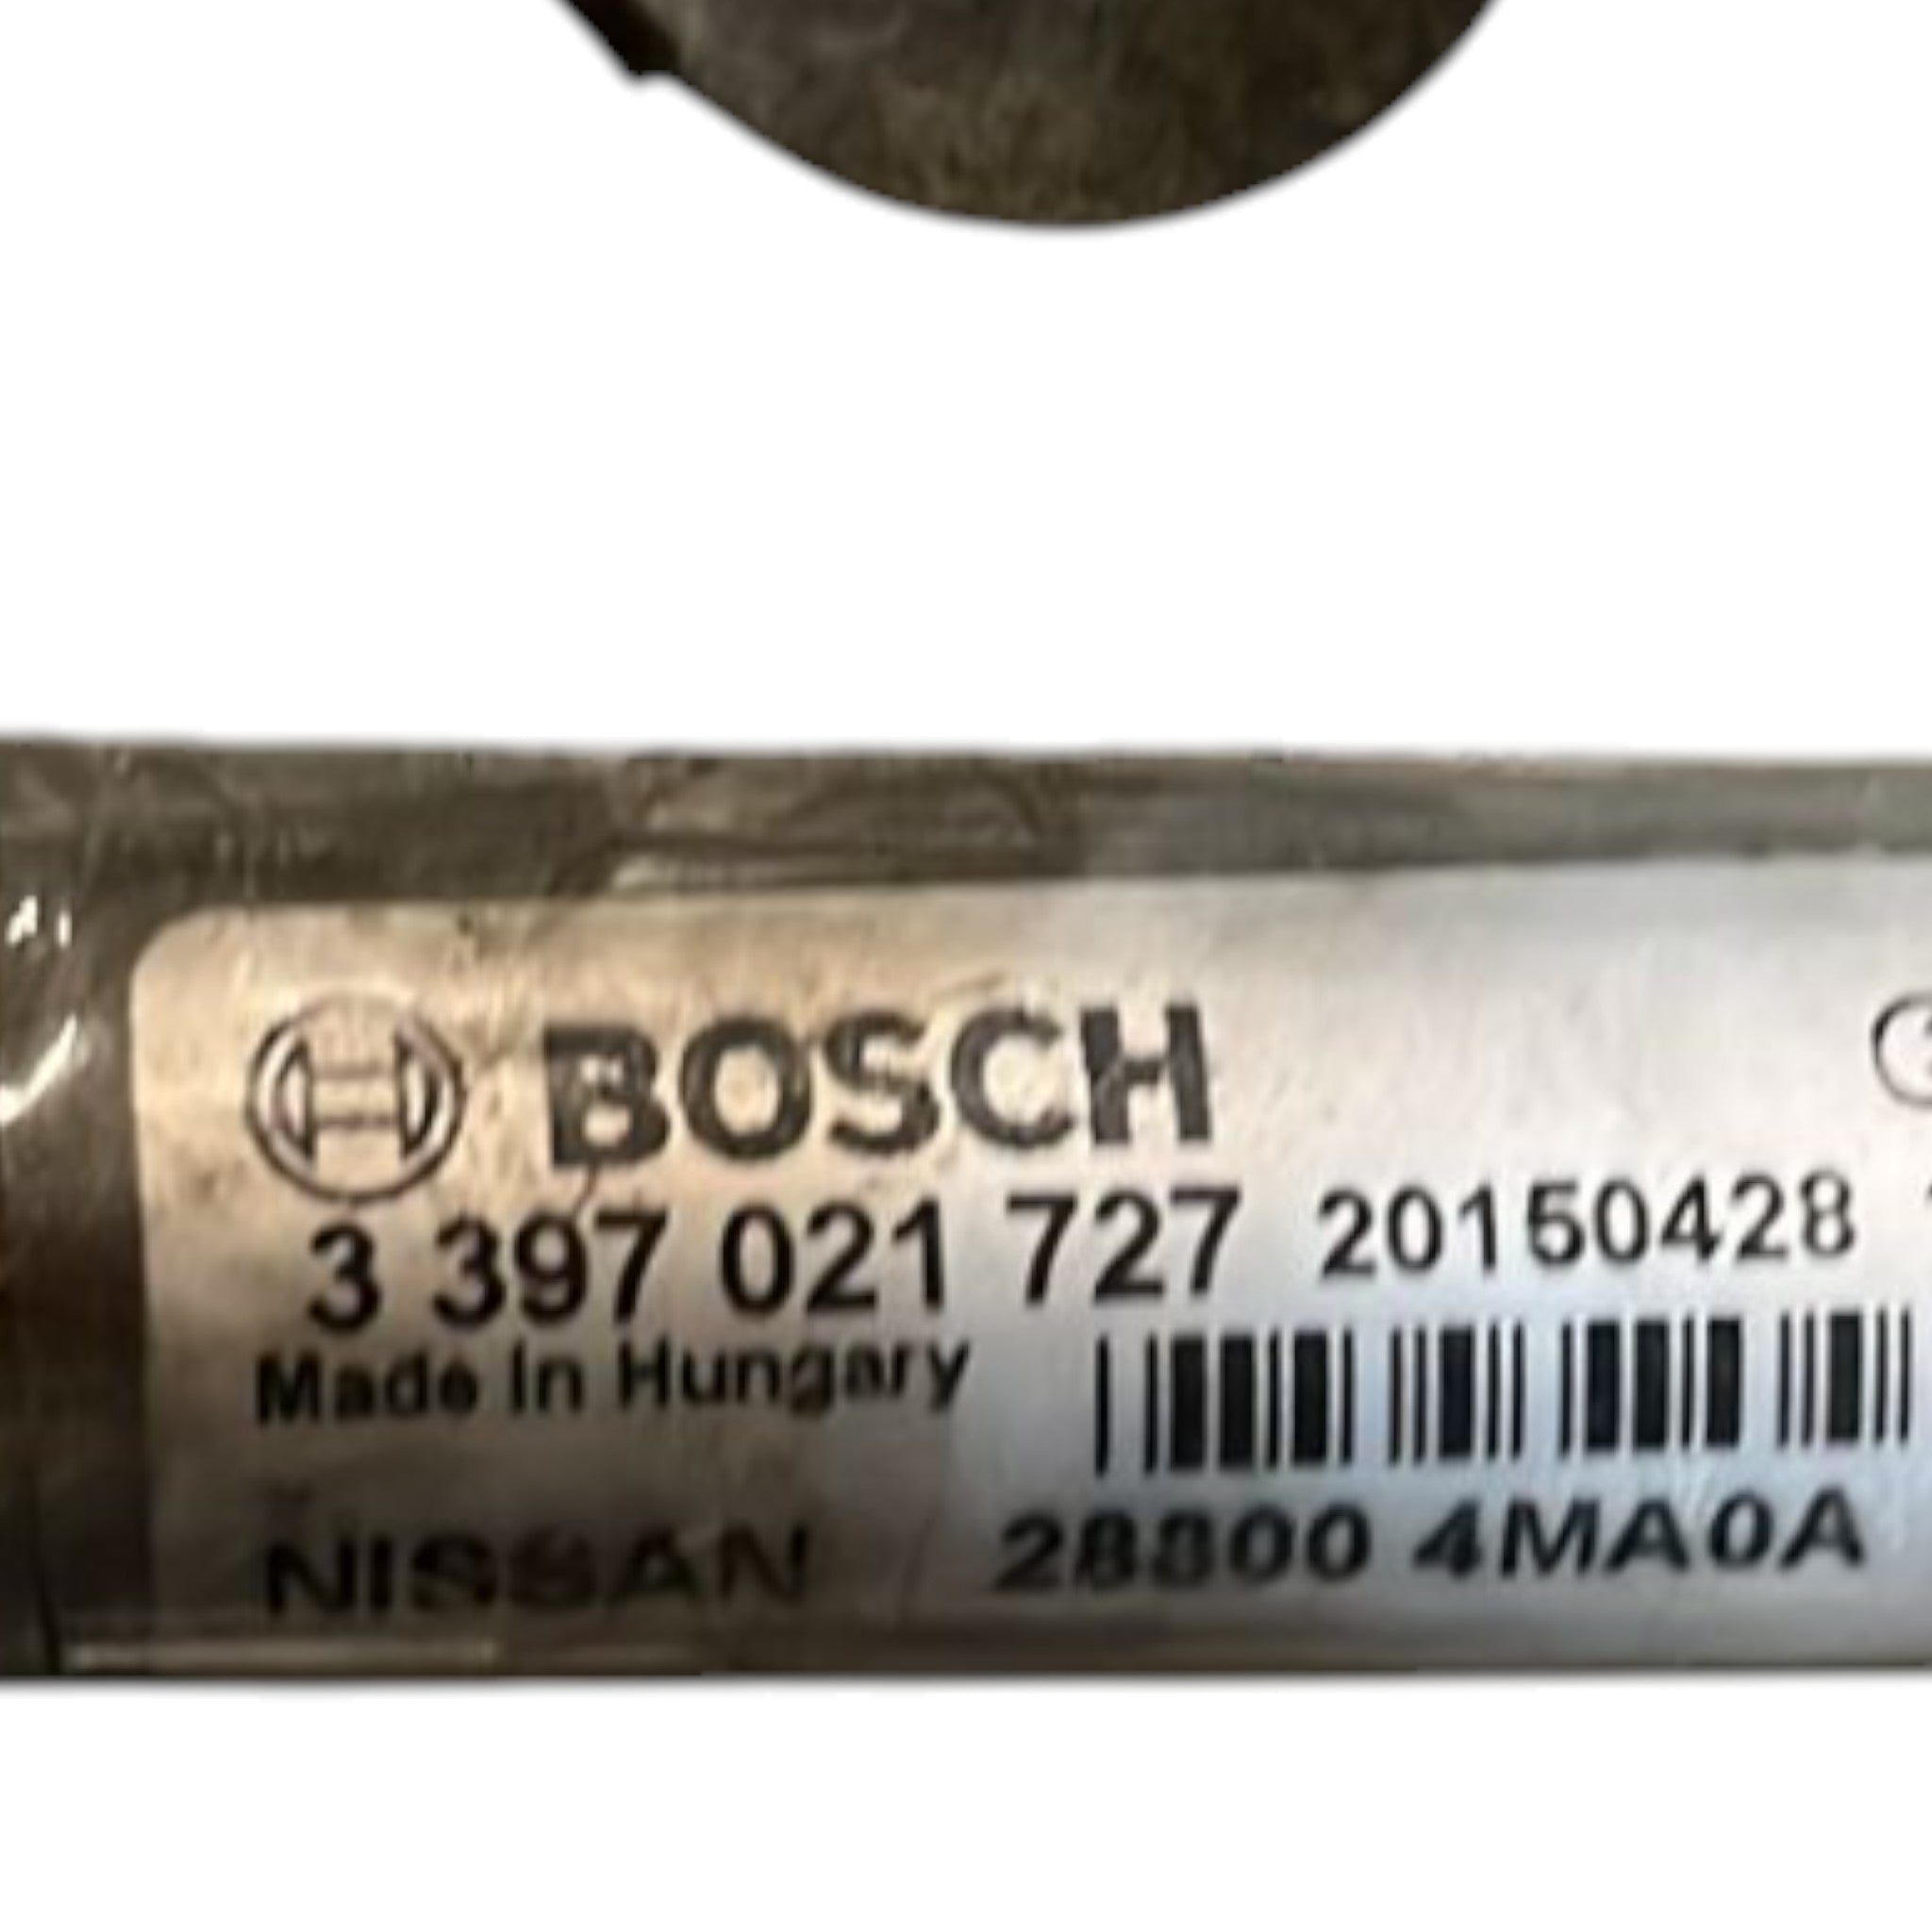 BOSCH
3 397 021 727 20150428
Made in Hungary
NISSAN 28800 4MA0A